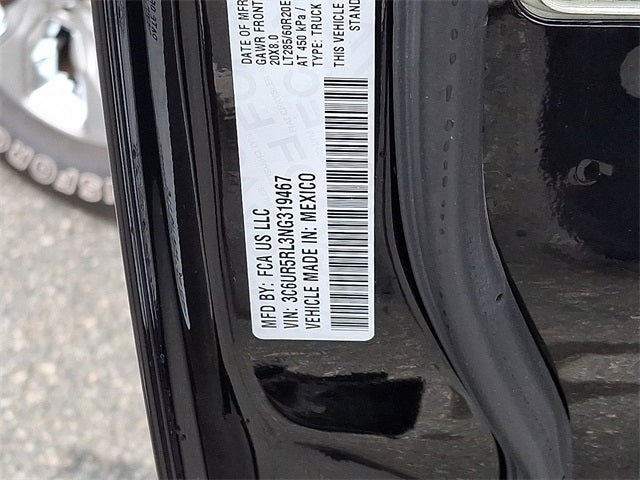 MFD BY: FCA US LLC
VIN: 3C6UR5RL3NG319467
VEHICLE MADE IN: MEXICO
DATE OF MFR
GAWR FRONT
20X8.0
LT285/60R20E
AT 450 kPa /
TYPE: TRUCK
THIS VEHICLE
STAND